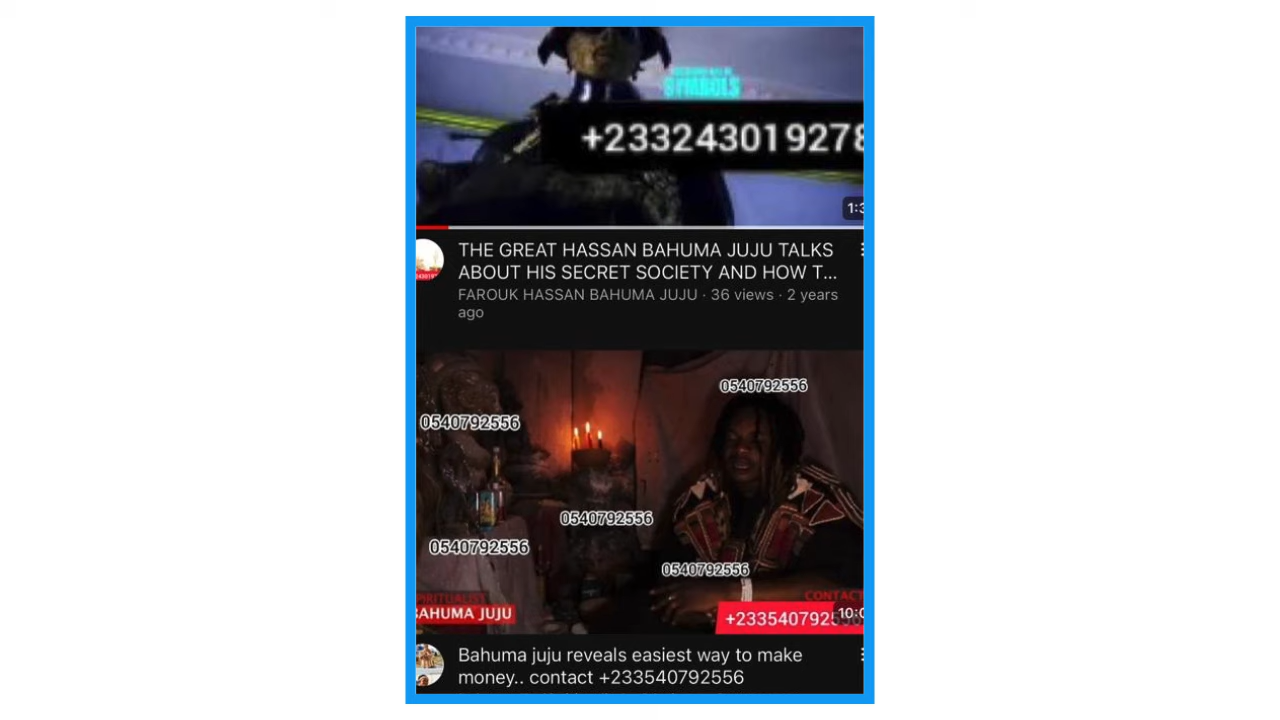 SYMBOLS
+233243019278
1:3
THE GREAT HASSAN BAHUMA JUJU TALKS
ABOUT HIS SECRET SOCIETY AND HOW T...
FAROUK HASSAN BAHUMA JUJU · 36 views · 2 years
ago
0540792556
0540792556
0540792556
0540792556
0540792556
PIRITUALIST
BAHUMA JUJU
CONTACT
+233540792556
10:0
Bahuma juju reveals easiest way to make
money.. contact +233540792556